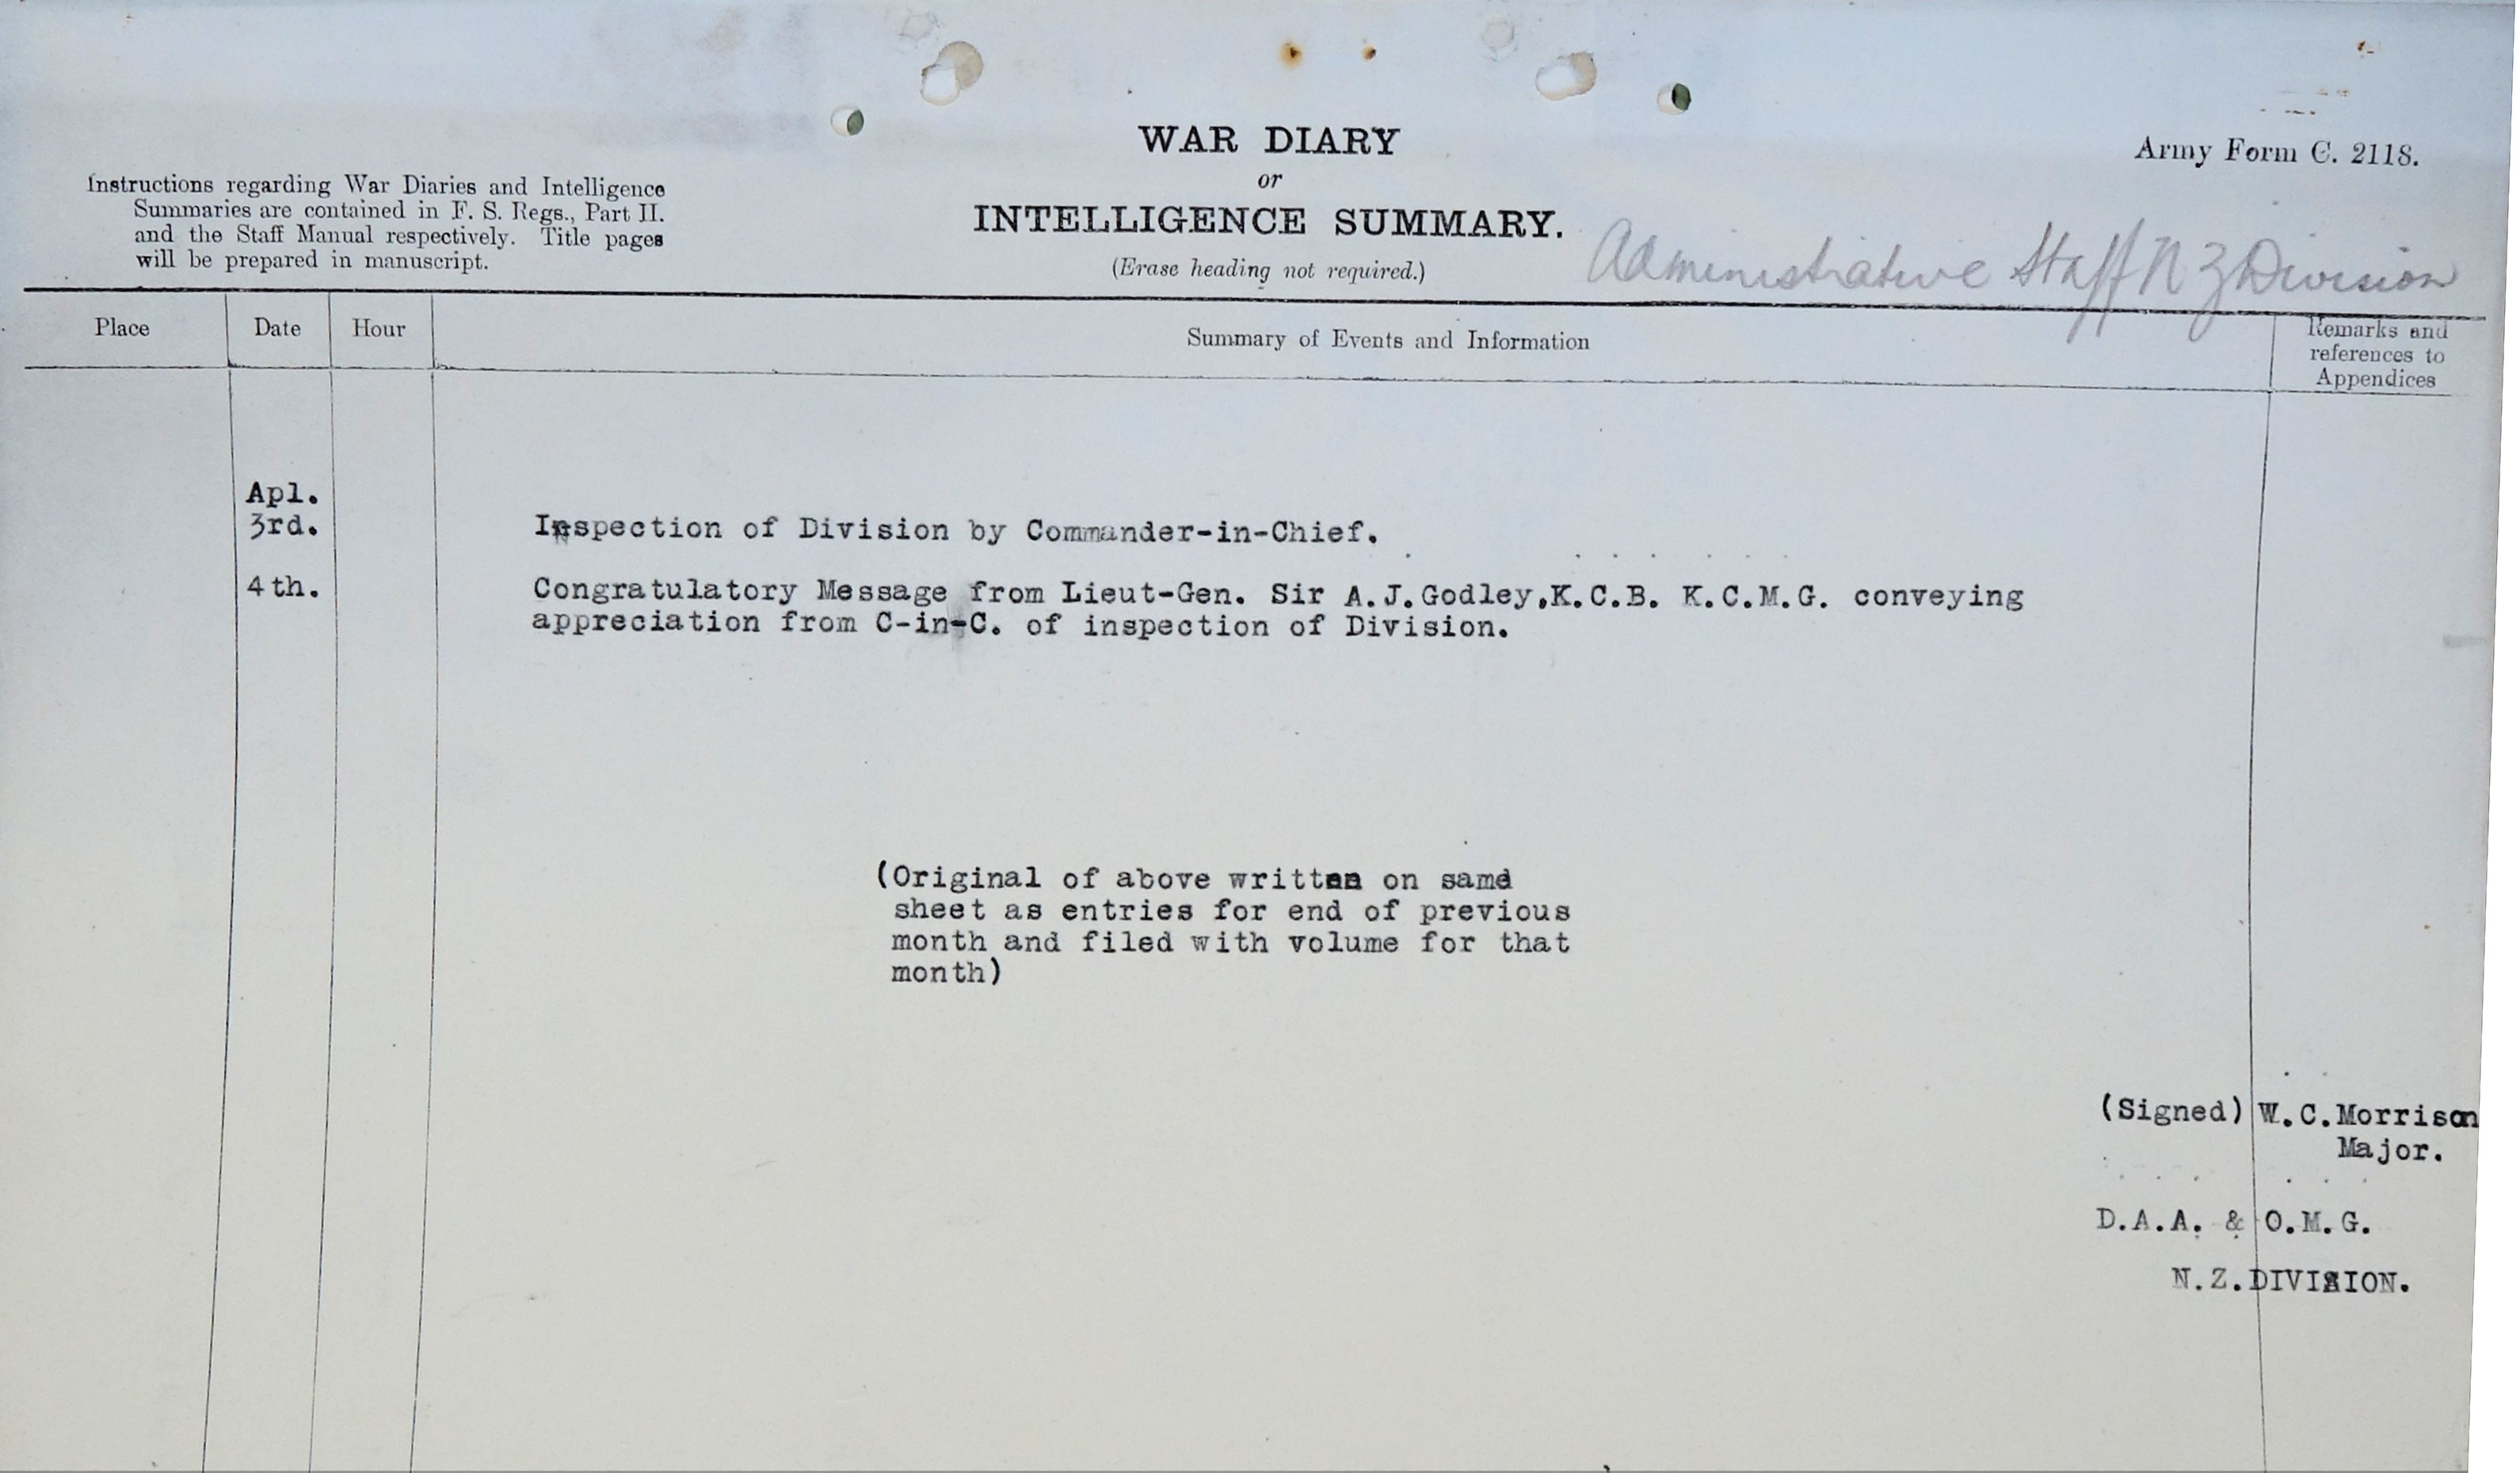 WAR DIARY
or
INTELLIGENCE SUMMARY.
(Erase heading not required.)
Army Form C. 2118.
Instructions regarding War Diaries and Intelligence
Summaries are contained in F. S. Regs., Part II.
and the Staff Manual respectively. Title pages
will be prepared in manuscript.
Administrative Staff N Z Division
Place
Date
Hour
Summary of Events and Information
Remarks and
references to
Appendices
Apl.
3rd.
Inspection of Division by Commander-in-Chief.
4th.
Congratulatory Message from Lieut-Gen. Sir A.J.Godley,K.C.B. K.C.M.G. conveying
appreciation from C-in-C. of inspection of Division.
(Original of above written on same
sheet as entries for end of previous
month and filed with volume for that
month)
(Signed) W.C.Morrison
Major.
D.A.A. & O.M.G.
N.Z.DIVISION.